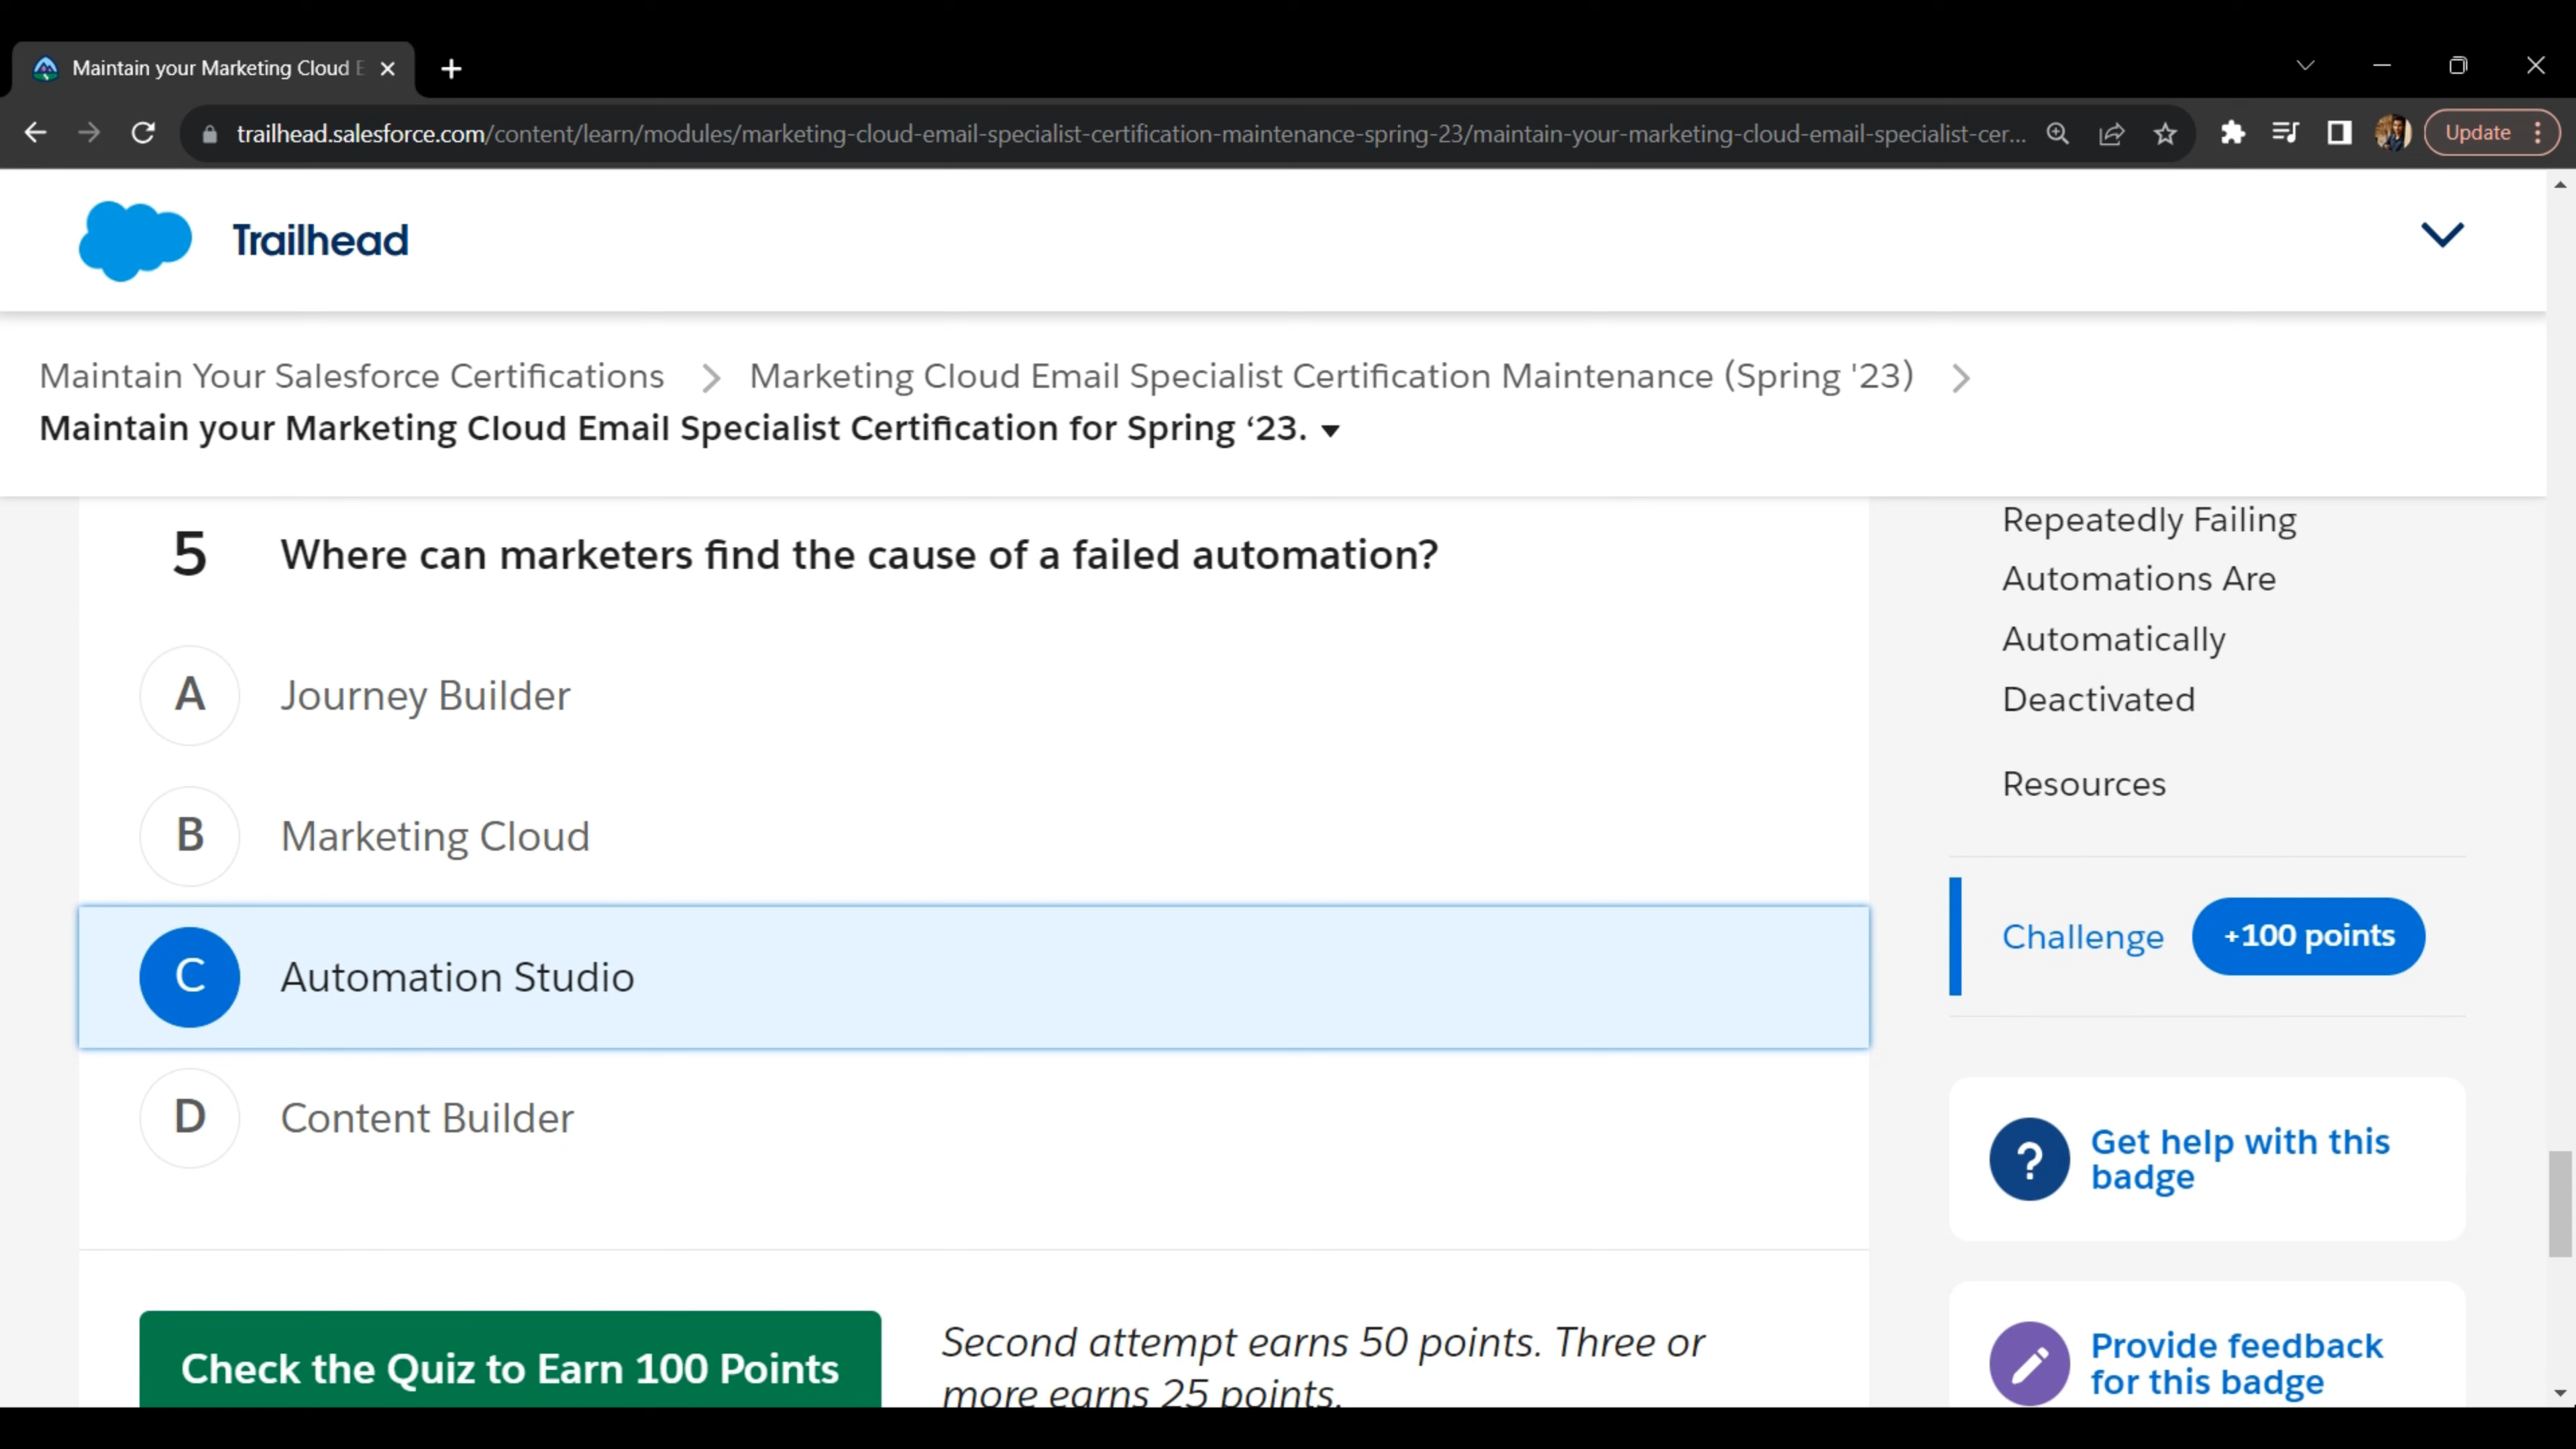 Maintain your Marketing Cloud E
trailhead.salesforce.com/content/learn/modules/marketing-cloud-email-specialist-certification-maintenance-spring-23/maintain-your-marketing-cloud-email-specialist-cer...
Update
Trailhead
Maintain Your Salesforce Certifications > Marketing Cloud Email Specialist Certification Maintenance (Spring '23) >
Maintain your Marketing Cloud Email Specialist Certification for Spring ‘23.
5 Where can marketers find the cause of a failed automation?
A Journey Builder
B Marketing Cloud
C Automation Studio
D Content Builder
Check the Quiz to Earn 100 Points
Second attempt earns 50 points. Three or
more earns 25 points.
Repeatedly Failing
Automations Are
Automatically
Deactivated
Resources
Challenge +100 points
? Get help with this
badge
Provide feedback
for this badge